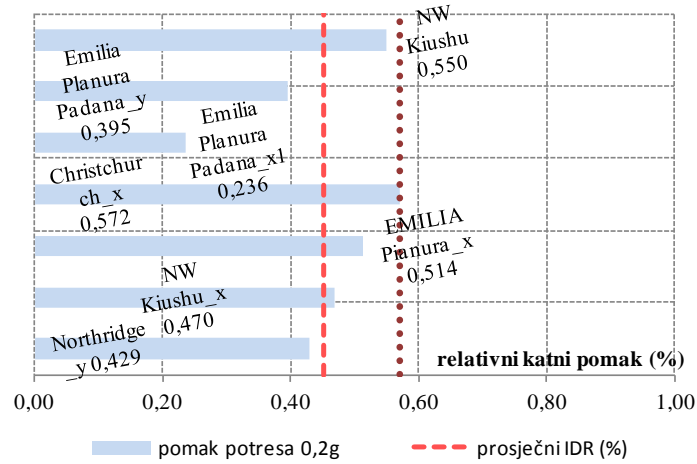 NW
Kiushu
0,550
Emilia
Planura
Padana_y
0,395
Emilia
Planura
Padana_x1
0,236
Christchur
ch_x
0,572
EMILIA
Pianura_x
0,514
NW
Kiushu_x
0,470
Northridge
_y 0,429
relativni katni pomak (%)
0,00 0,20 0,40 0,60 0,80 1,00
pomak potresa 0,2g prosječni IDR (%)